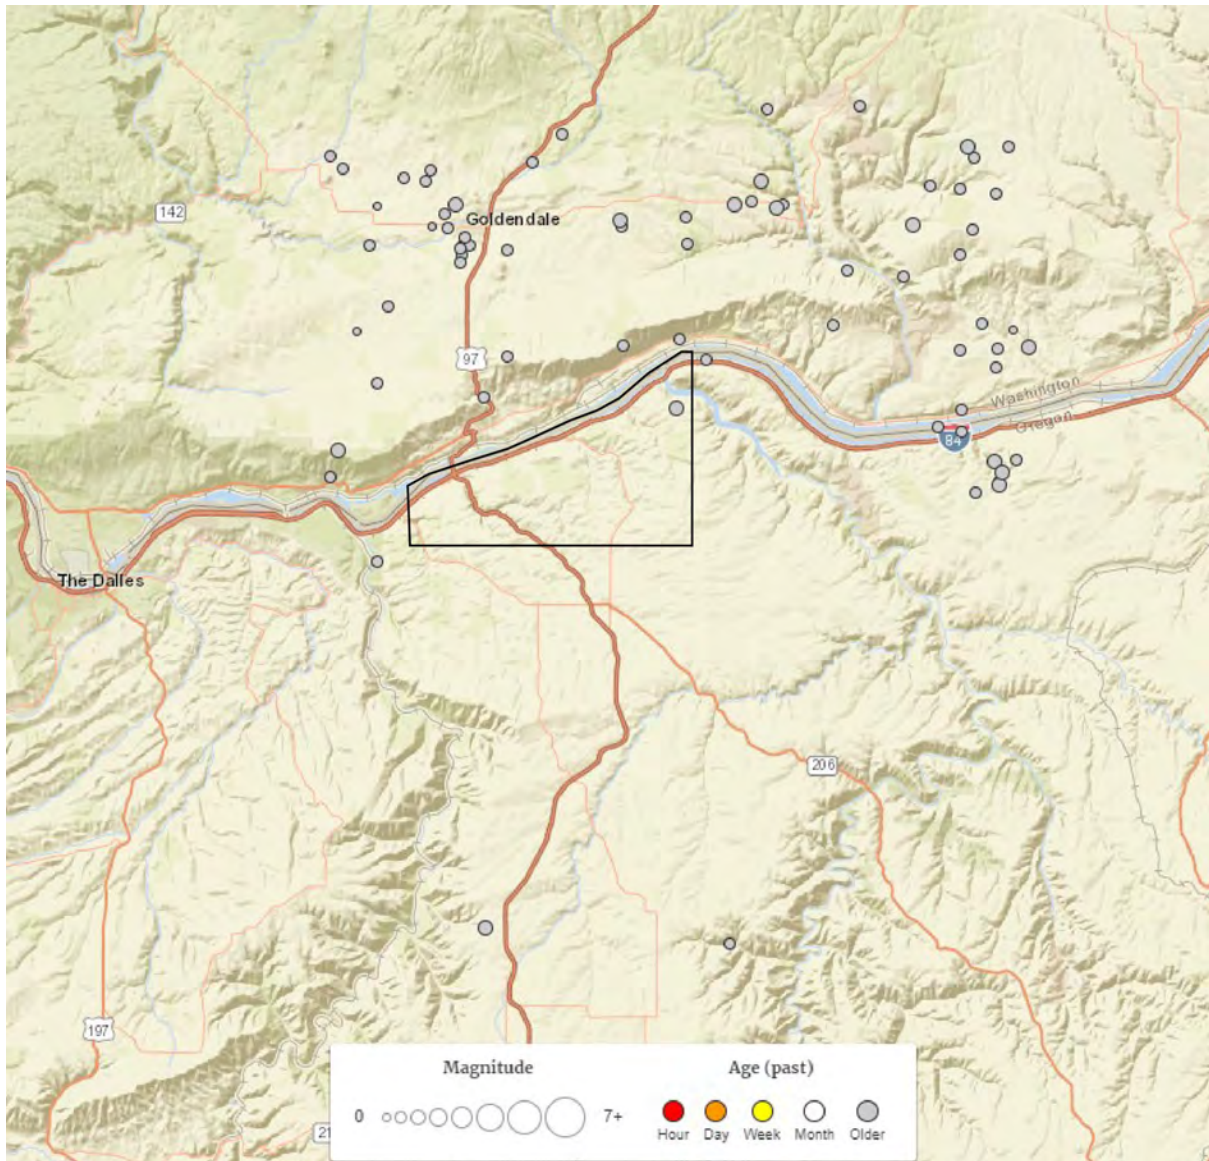 142
Goldendale
97
Washington
Oregon
84
The Dalles
206
197
21
Magnitude
Age (past)
0
7+
Hour
Day
Week
Month
Older